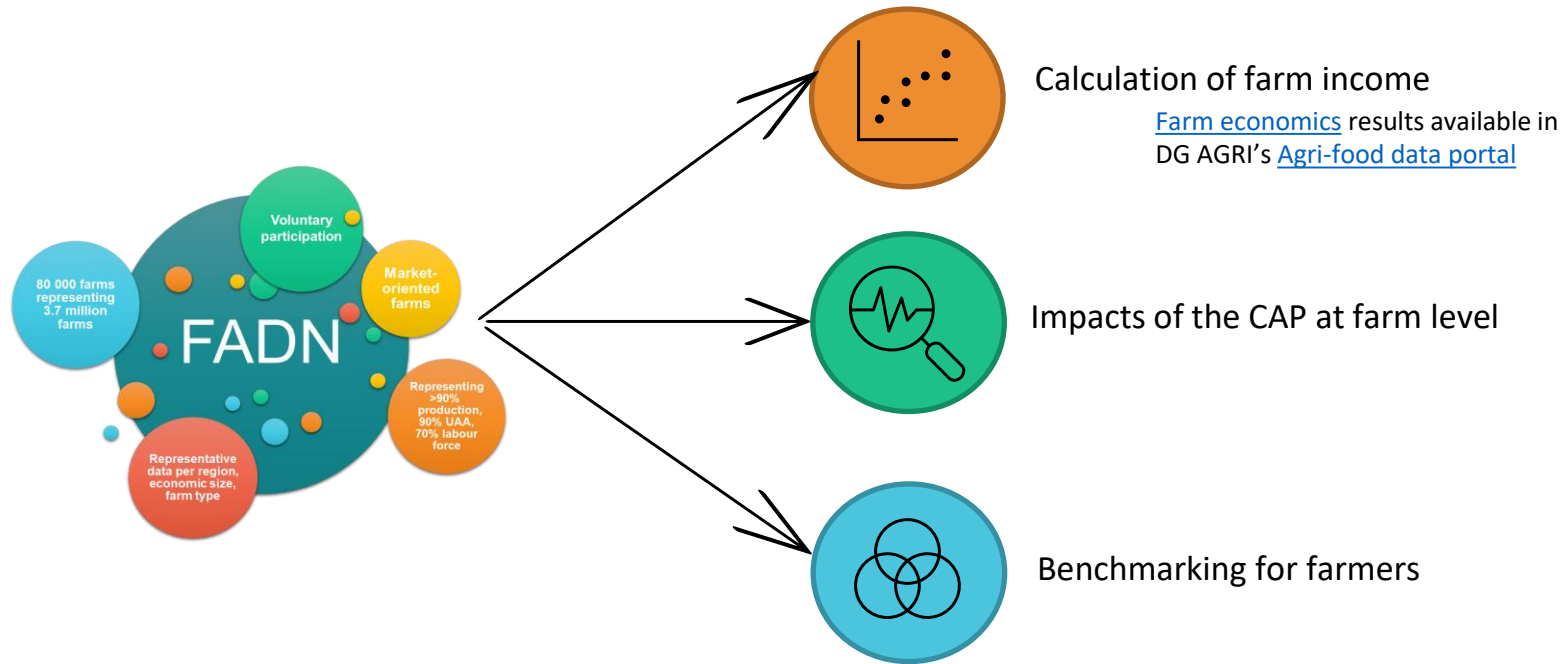 Voluntary
participation
80 000 farms
representing
3.7 million
farms
Market-
oriented
farms
FADN
Representing
>90%
production,
90% UAA,
70% labour
force
Representative
data per region,
economic size,
farm type
Calculation of farm income
Farm economics results available in
DG AGRI’s Agri-food data portal
Impacts of the CAP at farm level
Benchmarking for farmers